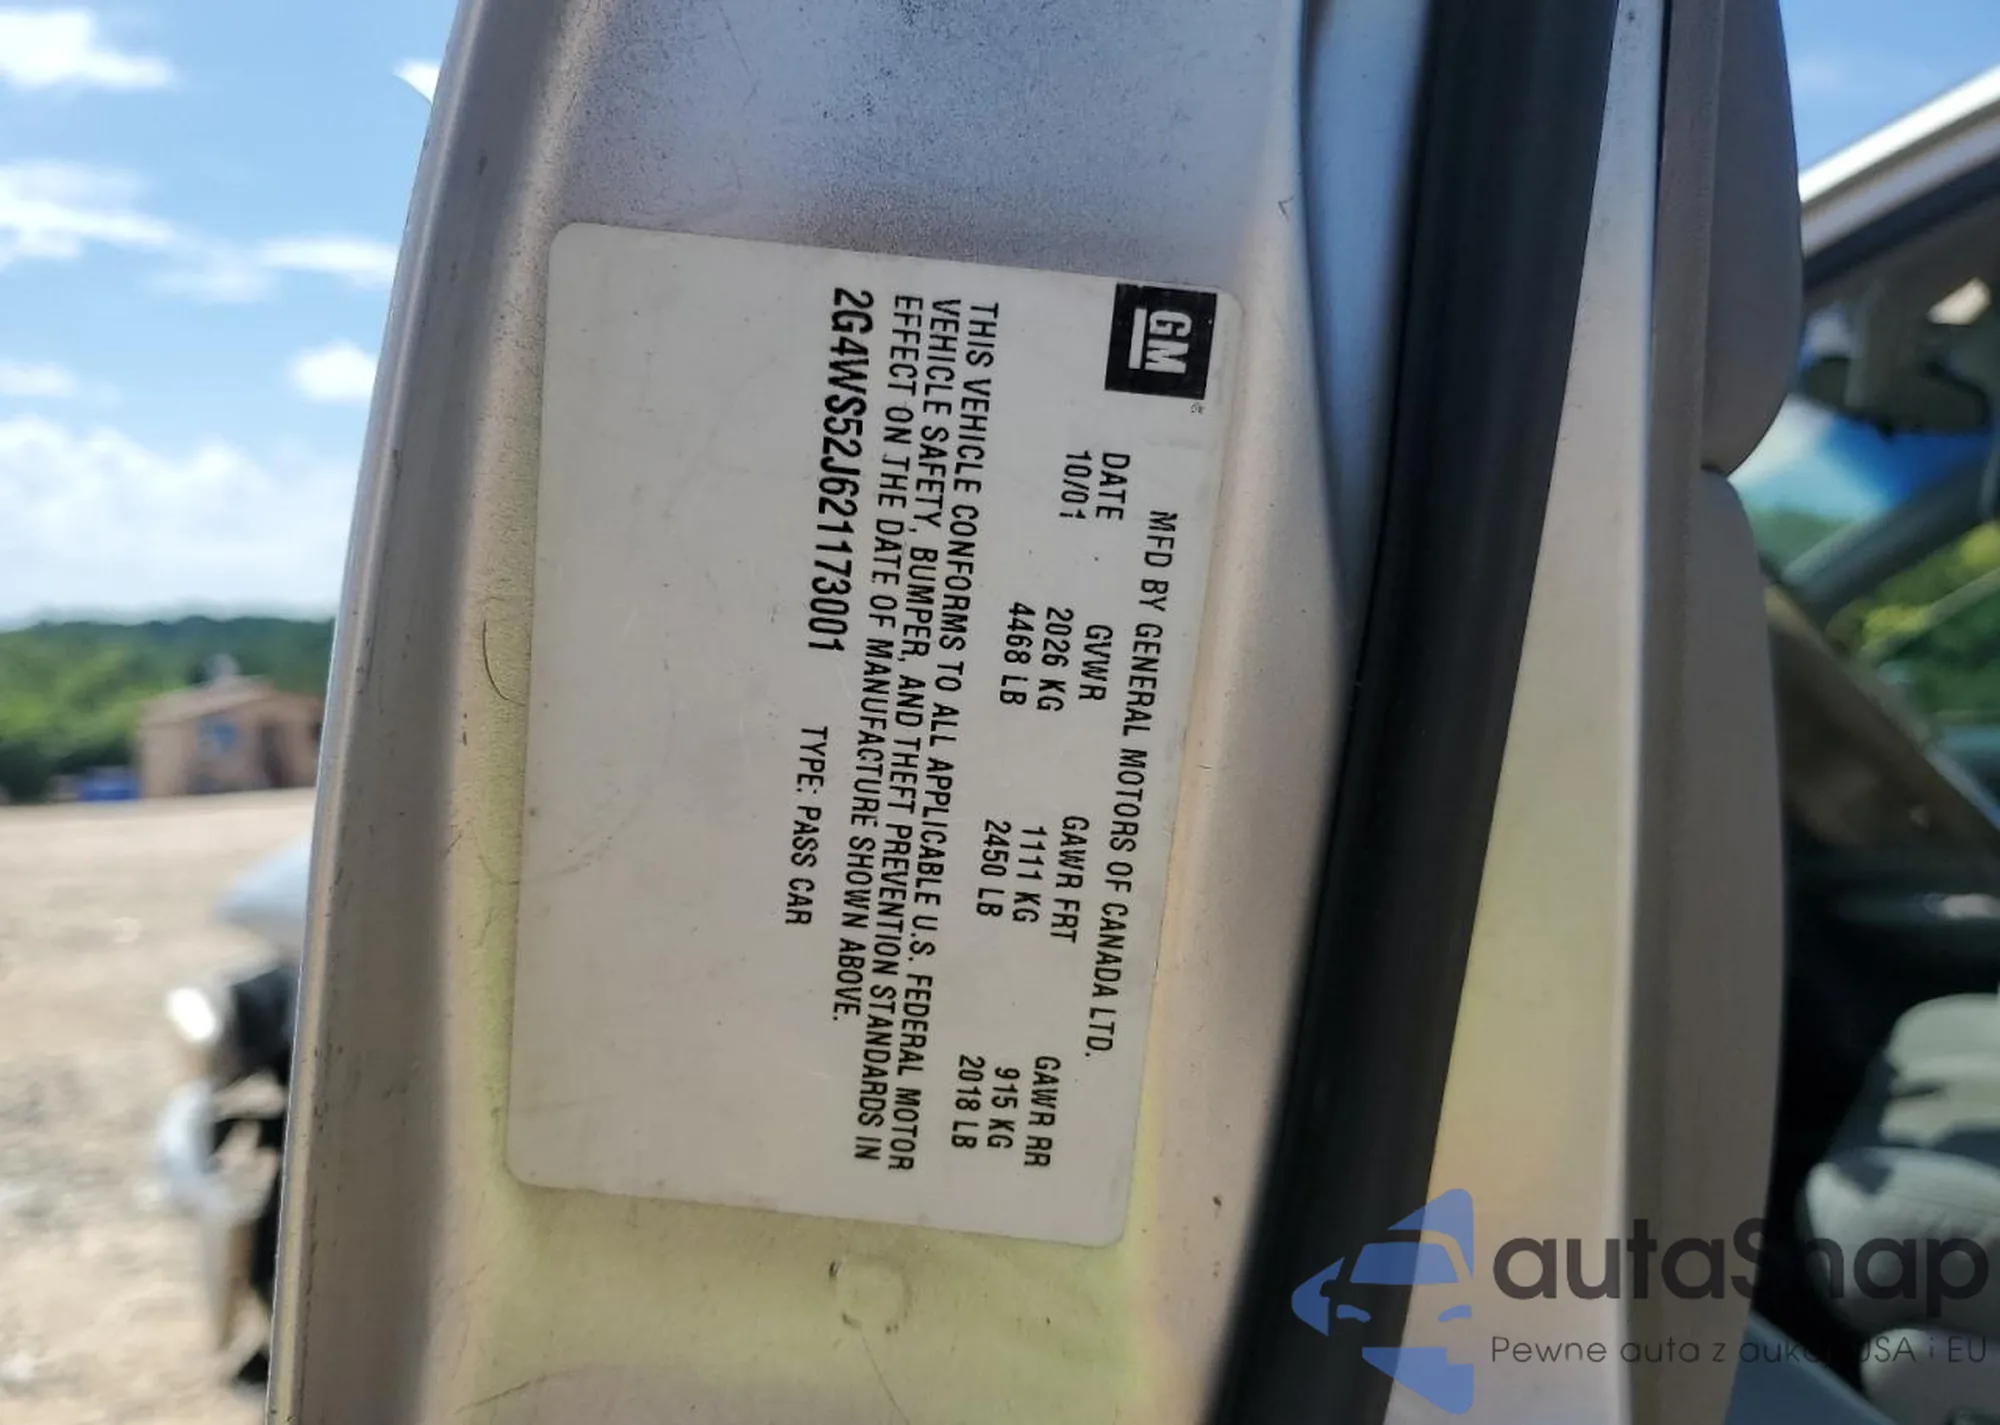 GM
MFD BY GENERAL MOTORS OF CANADA LTD.
DATE GVWR GAWR FRT GAWR RR
10/01 2026 KG 1111 KG 915 KG
4468 LB 2450 LB 2018 LB
THIS VEHICLE CONFORMS TO ALL APPLICABLE U.S. FEDERAL MOTOR
VEHICLE SAFETY, BUMPER, AND THEFT PREVENTION STANDARDS IN
EFFECT ON THE DATE OF MANUFACTURE SHOWN ABOVE.
2G4WS52J621173001 TYPE: PASS CAR
autaSnap
Pewne auta z aukcji USA i EU